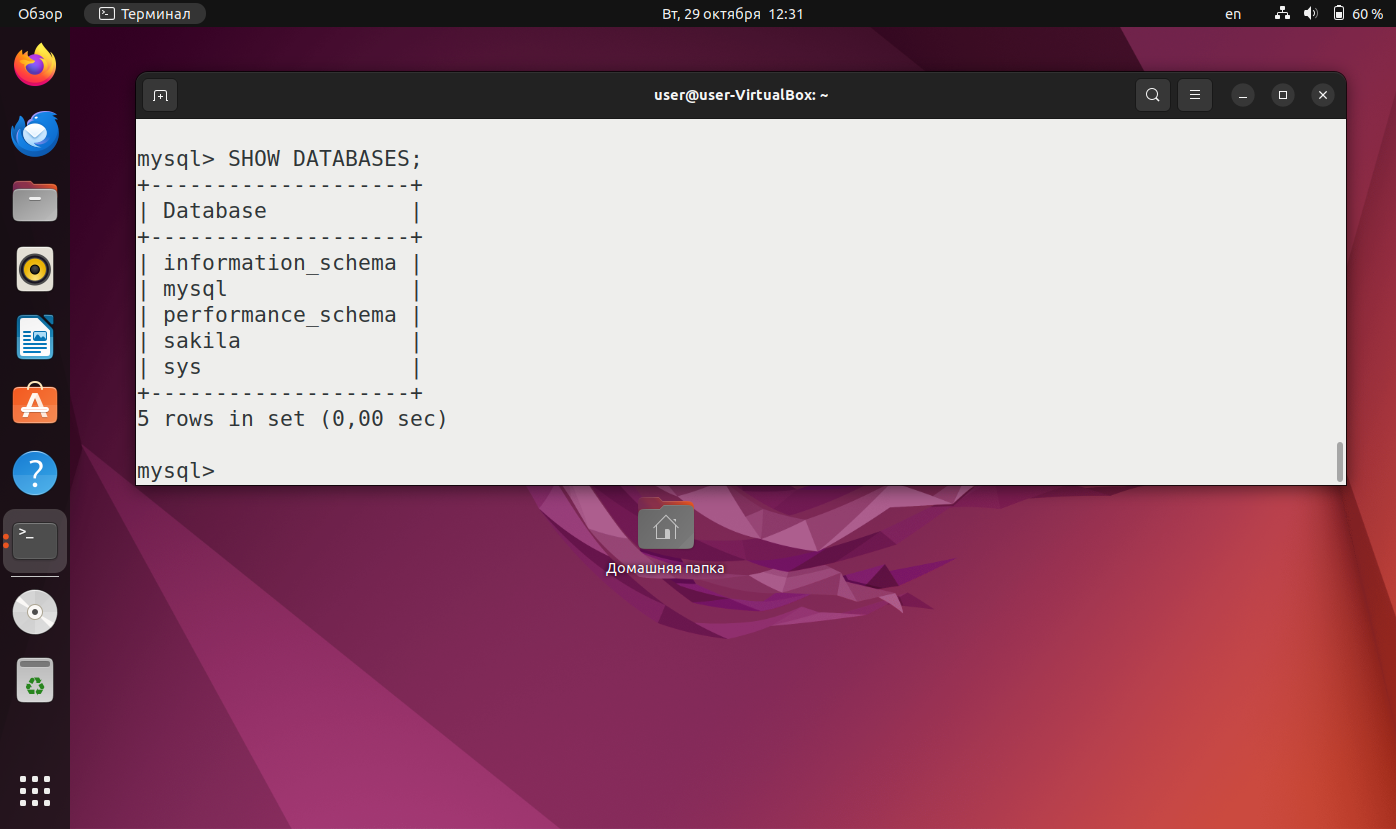 Обзор
Терминал
Вт, 29 октября 12:31
en
60 %
user@user-VirtualBox: ~
mysql> SHOW DATABASES;
+--------------------+
| Database           |
+--------------------+
| information_schema |
| mysql              |
| performance_schema |
| sakila             |
| sys                |
+--------------------+
5 rows in set (0,00 sec)
mysql>
Домашняя папка